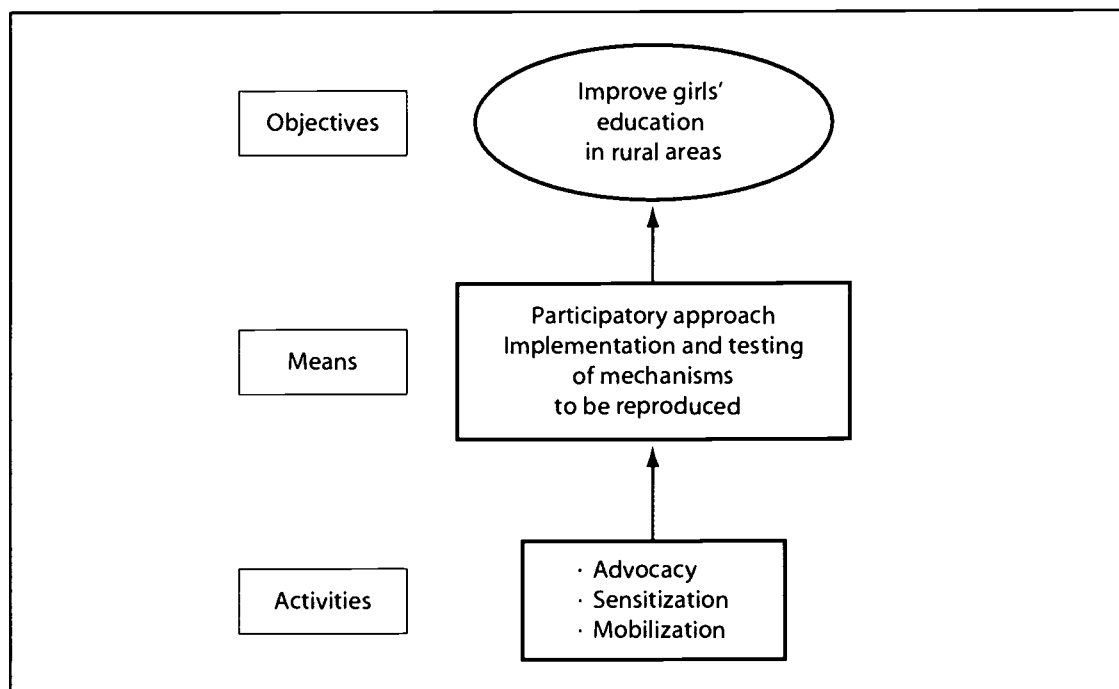 Objectives
Improve girls'
education
in rural areas
Means
Participatory approach
Implementation and testing
of mechanisms
to be reproduced
Activities
· Advocacy
· Sensitization
· Mobilization